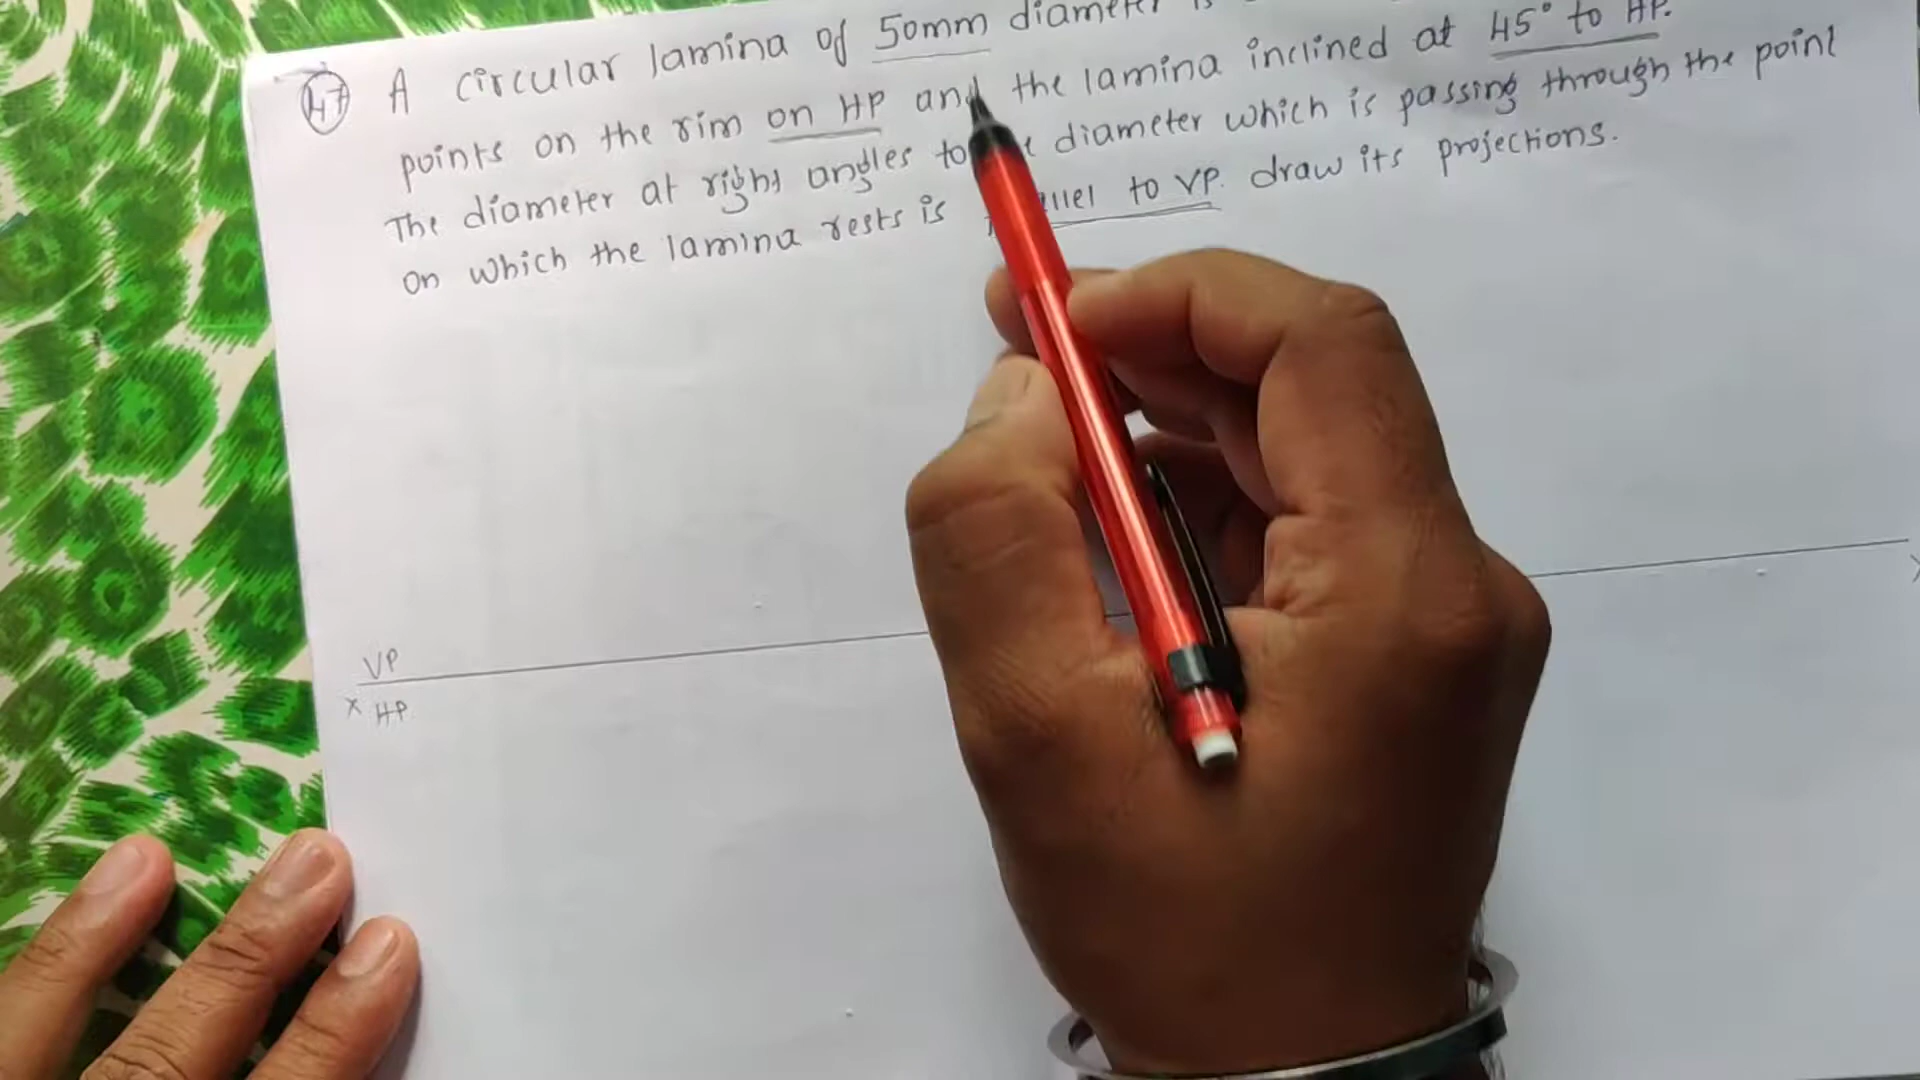 47 A circular lamina of 50mm diameter is
points on the rim on HP and the lamina inclined at 45° to HP.
The diameter at right angles to diameter which is passing through the point
on which the lamina rests is to VP. draw its projections.
VP
X HP